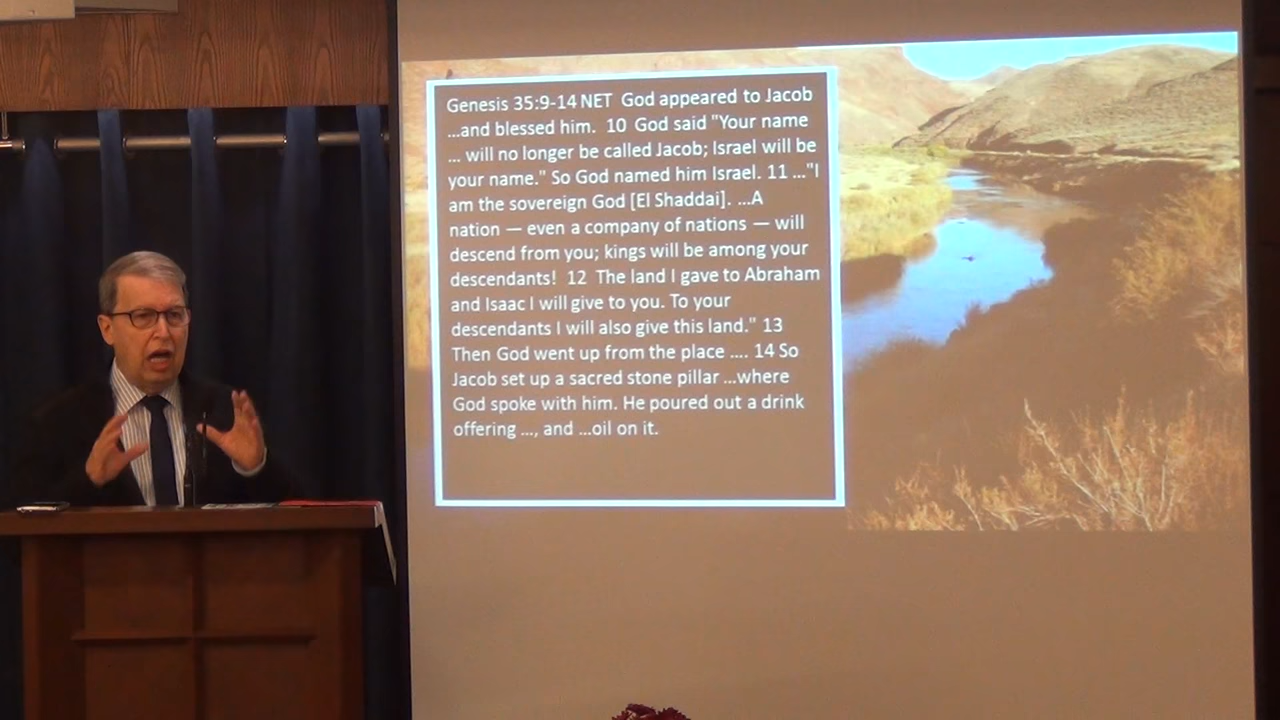 Genesis 35:9-14 NET  God appeared to Jacob
...and blessed him.  10  God said "Your name
... will no longer be called Jacob; Israel will be
your name." So God named him Israel. 11 ..."I
am the sovereign God [El Shaddai]. ...A
nation — even a company of nations — will
descend from you; kings will be among your
descendants!  12  The land I gave to Abraham
and Isaac I will give to you. To your
descendants I will also give this land." 13
Then God went up from the place .... 14 So
Jacob set up a sacred stone pillar ...where
God spoke with him. He poured out a drink
offering ..., and ...oil on it.